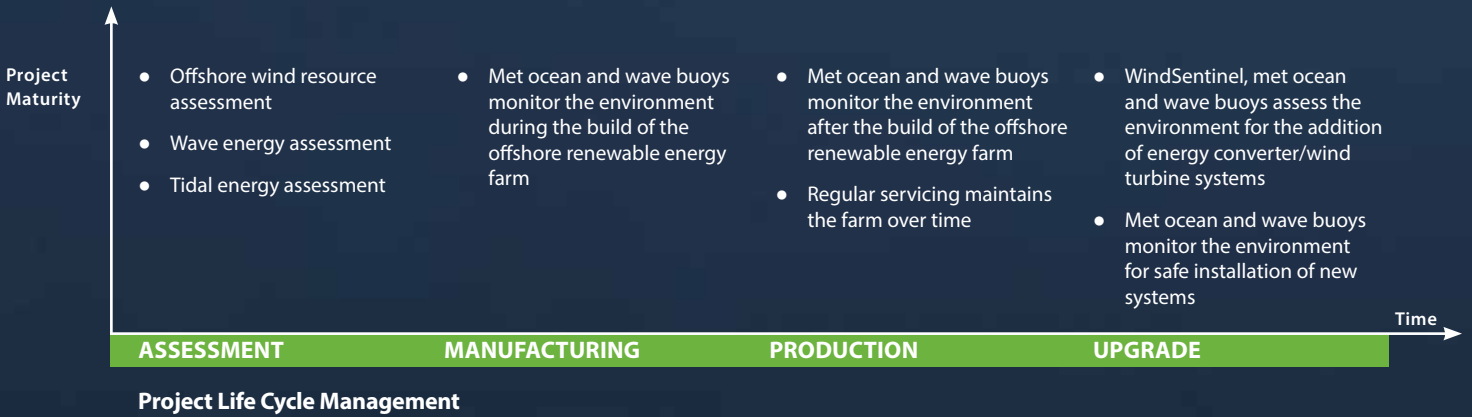 Project
Maturity
● Offshore wind resource
assessment
● Wave energy assessment
● Tidal energy assessment
● Met ocean and wave buoys
monitor the environment
during the build of the
offshore renewable energy
farm
● Met ocean and wave buoys
monitor the environment
after the build of the offshore
renewable energy farm
● Regular servicing maintains
the farm over time
● WindSentinel, met ocean
and wave buoys assess the
environment for the addition
of energy converter/wind
turbine systems
● Met ocean and wave buoys
monitor the environment
for safe installation of new
systems
Time
ASSESSMENT
MANUFACTURING
PRODUCTION
UPGRADE
Project Life Cycle Management